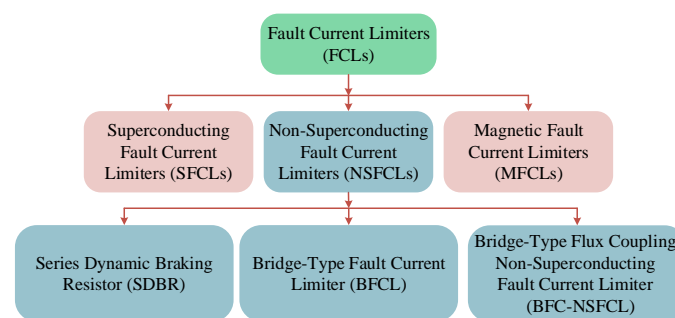 Fault Current Limiters
(FCLs)
Superconducting
Fault Current
Limiters (SFCLs)
Non-Superconducting
Fault Current
Limiters (NSFCLs)
Magnetic Fault
Current Limiters
(MFCLs)
Series Dynamic Braking
Resistor (SDBR)
Bridge-Type Fault Current
Limiter (BFCL)
Bridge-Type Flux Coupling
Non-Superconducting
Fault Current Limiter
(BFC-NSFCL)